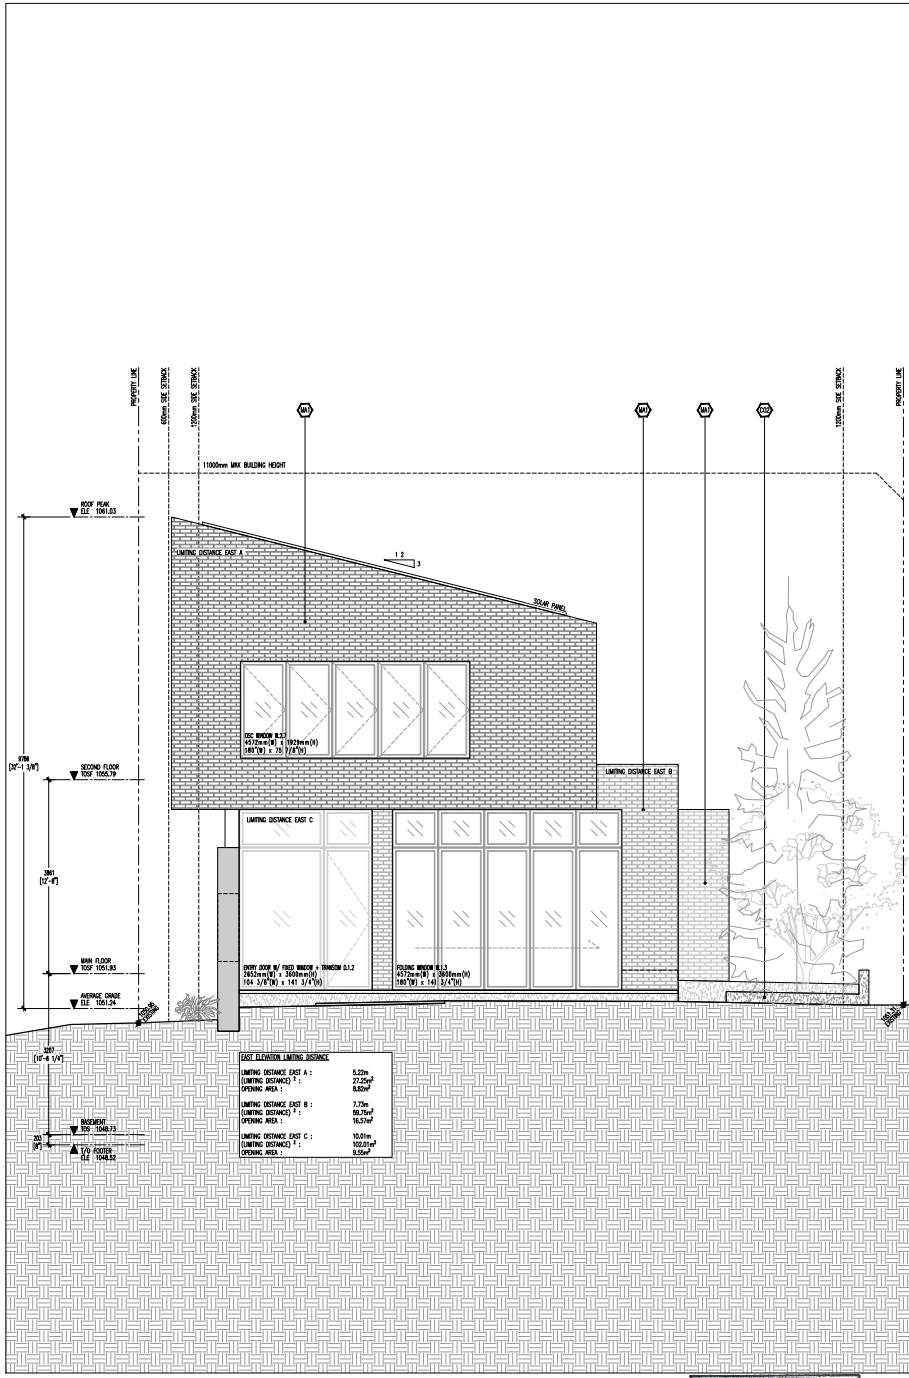 PROPERTY LINE
600mm SIDE SETBACK
1200mm SIDE SETBACK
1200mm SIDE SETBACK
PROPERTY LINE
MA1
MA1
MA1
CO2
11000mm MAX BUILDING HEIGHT
ROOF PEAK
ELE 1061.03
LIMITING DISTANCE EAST A
1 2
3
SOLAR PANEL
OSC WINDOW W.2.7
4572mm(W) x 1929mm(H)
180"(W) x 75 7/8"(H)
9786
[32'-1 3/8"]
SECOND FLOOR
TOSF 1055.79
LIMITING DISTANCE EAST B
LIMITING DISTANCE EAST C
3861
[12'-8"]
MAIN FLOOR
TOSF 1051.93
ENTRY DOOR W/ FIXED WINDOW + TRANSOM D.1.2
2652mm(W) x 3600mm(H)
104 3/8"(W) x 141 3/4"(H)
FOLDING WINDOW W.1.3
4572mm(W) x 3600mm(H)
180"(W) x 141 3/4"(H)
AVERAGE GRADE
ELE 1051.24
EXISTING
EXISTING
3207
[10'-6 1/4"]
EAST ELEVATION LIMITING DISTANCE
LIMITING DISTANCE EAST A : 5.22m
(LIMITING DISTANCE) ² : 27.25m²
OPENING AREA : 8.82m²
LIMITING DISTANCE EAST B : 7.73m
(LIMITING DISTANCE) ² : 59.75m²
OPENING AREA : 16.57m²
LIMITING DISTANCE EAST C : 10.01m
(LIMITING DISTANCE) ² : 102.01m²
OPENING AREA : 9.55m²
BASEMENT
TOS 1048.73
203
[8"]
T/O FOOTER
ELE 1048.52